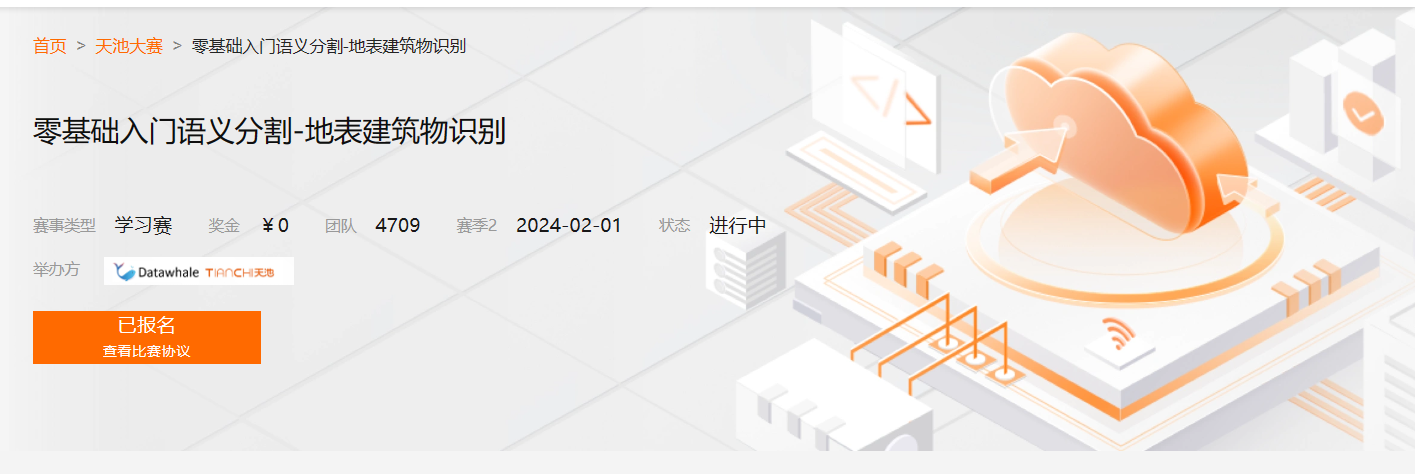 首页 > 天池大赛 > 零基础入门语义分割-地表建筑物识别
零基础入门语义分割-地表建筑物识别
赛事类型 学习赛 奖金 ¥ 0 团队 4709 赛季2 2024-02-01 状态 进行中
举办方 Datawhale TIANCHI天池
已报名
查看比赛协议